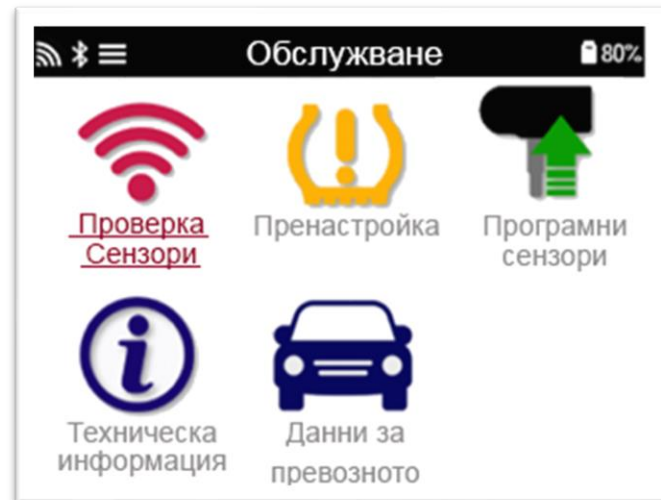 Обслужване
80%
Проверка
Сензори
Пренастройка
Програмни
сензори
Техническа
информация
Данни за
превозното